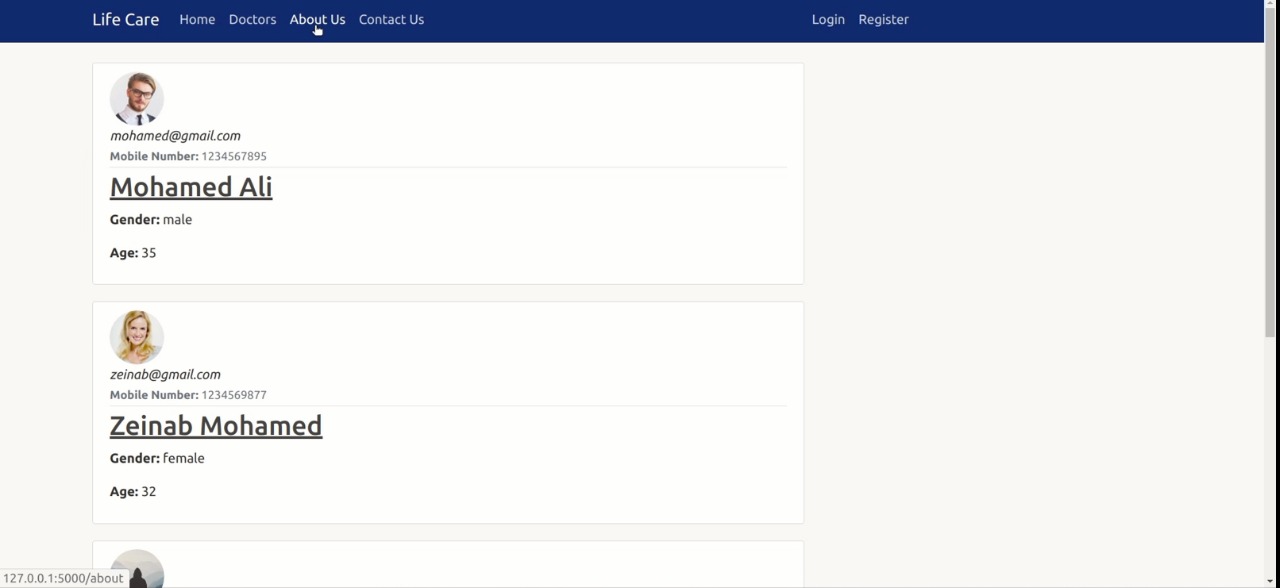 Life Care Home Doctors About Us Contact Us Login Register
mohamed@gmail.com
Mobile Number: 1234567895
Mohamed Ali
Gender: male
Age: 35
zeinab@gmail.com
Mobile Number: 1234569877
Zeinab Mohamed
Gender: female
Age: 32
127.0.0.1:5000/about